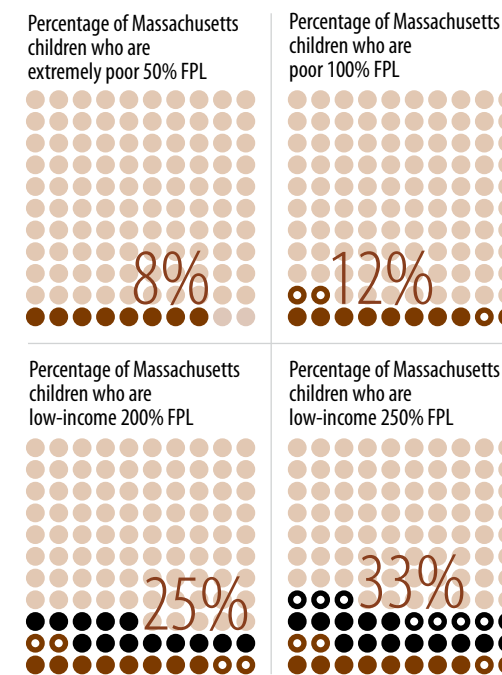 Percentage of Massachusetts
children who are
extremely poor 50% FPL
8%
Percentage of Massachusetts
children who are
poor 100% FPL
12%
Percentage of Massachusetts
children who are
low-income 200% FPL
25%
Percentage of Massachusetts
children who are
low-income 250% FPL
33%